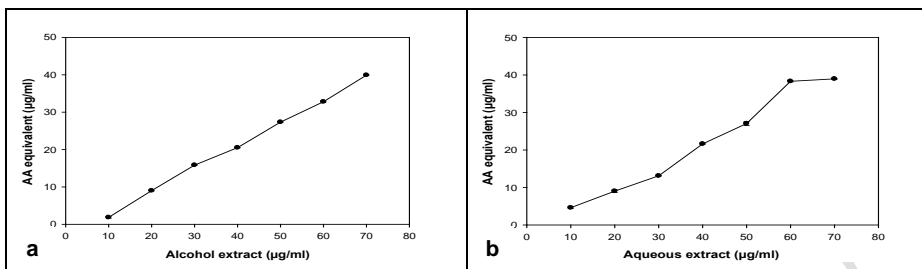 50
40
30
20
10
0
AA equivalent (µg/ml)
0 10 20 30 40 50 60 70 80
Alcohol extract (µg/ml)
a
50
40
30
20
10
0
AA equivalent (µg/ml)
0 10 20 30 40 50 60 70 80
Aqueous extract (µg/ml)
b